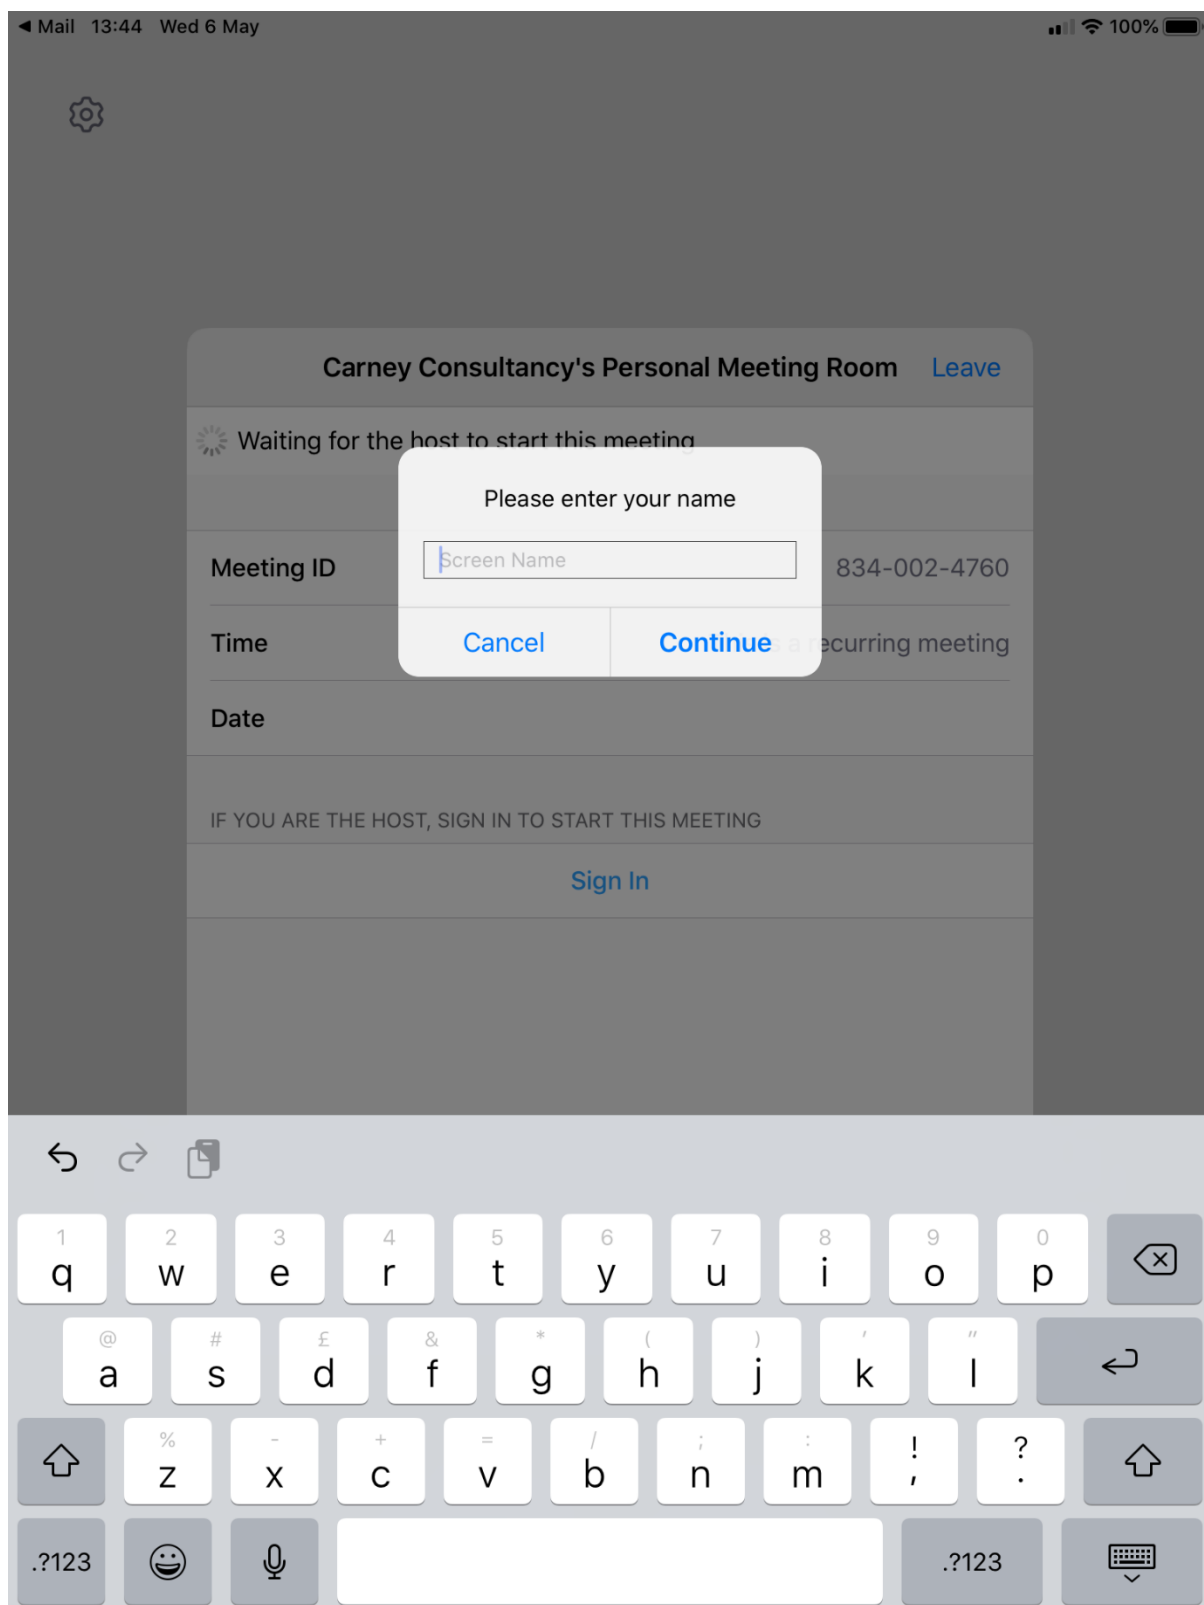 Mail 13:44 Wed 6 May 100%
Carney Consultancy's Personal Meeting Room Leave
Waiting for the host to start this meeting
Please enter your name
Screen Name
Meeting ID 834-002-4760
Time s a recurring meeting
Cancel Continue
Date
IF YOU ARE THE HOST, SIGN IN TO START THIS MEETING
Sign In
1 2 3 4 5 6 7 8 9 0
q w e r t y u i o p
@ # £ & * ( ) ' "
a s d f g h j k l
% - + = / ; : ! ?
z x c v b n m , .
.?123 .?123